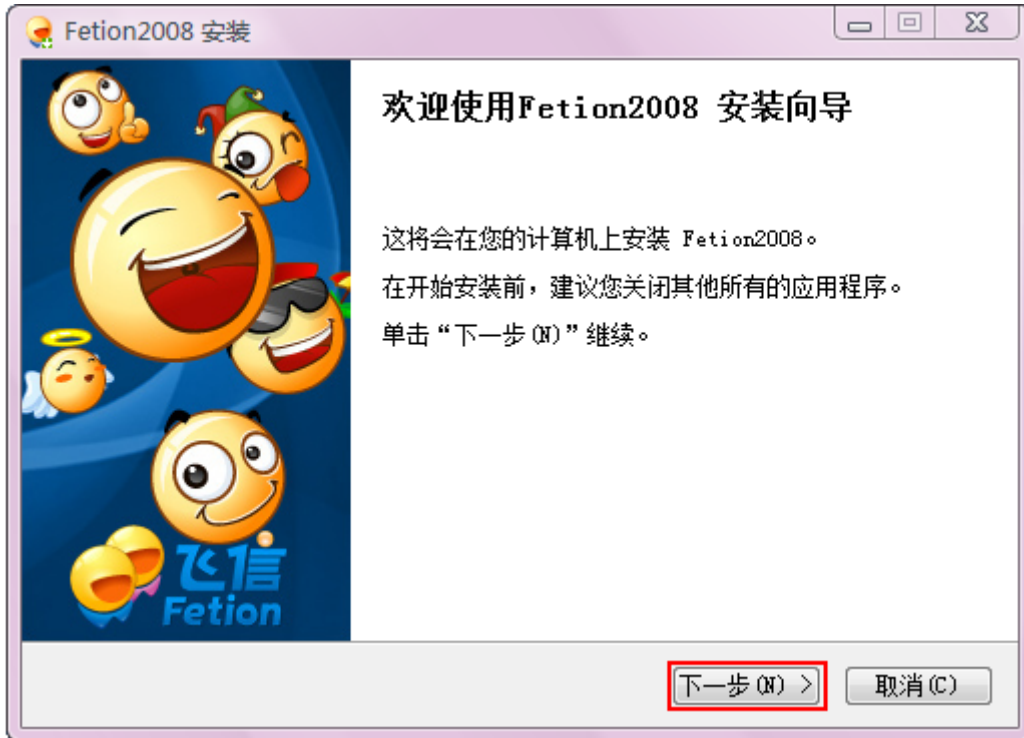 Fetion2008 安装
欢迎使用Fetion2008 安装向导
这将会在您的计算机上安装 Fetion2008。
在开始安装前，建议您关闭其他所有的应用程序。
单击“下一步(N)”继续。
飞信
Fetion
下一步(N) >
取消(C)